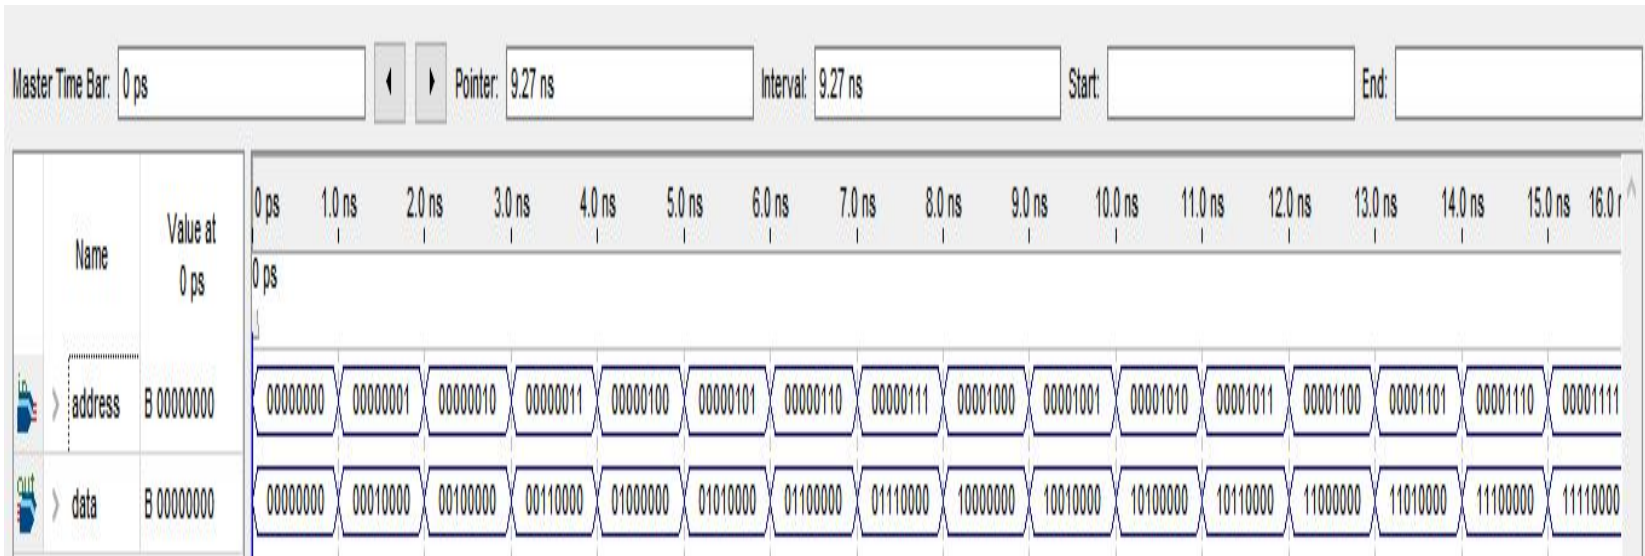 Master Time Bar: 0 ps Pointer: 9.27 ns Interval: 9.27 ns Start: End:
Name Value at 0 ps
0 ps 1.0 ns 2.0 ns 3.0 ns 4.0 ns 5.0 ns 6.0 ns 7.0 ns 8.0 ns 9.0 ns 10.0 ns 11.0 ns 12.0 ns 13.0 ns 14.0 ns 15.0 ns 16.0
0 ps
in address B 00000000 00000000 00000001 00000010 00000011 00000100 00000101 00000110 00000111 00001000 00001001 00001010 00001011 00001100 00001101 00001110 00001111
out data B 00000000 00000000 00010000 00100000 00110000 01000000 01010000 01100000 01110000 10000000 10010000 10100000 10110000 11000000 11010000 11100000 11110000